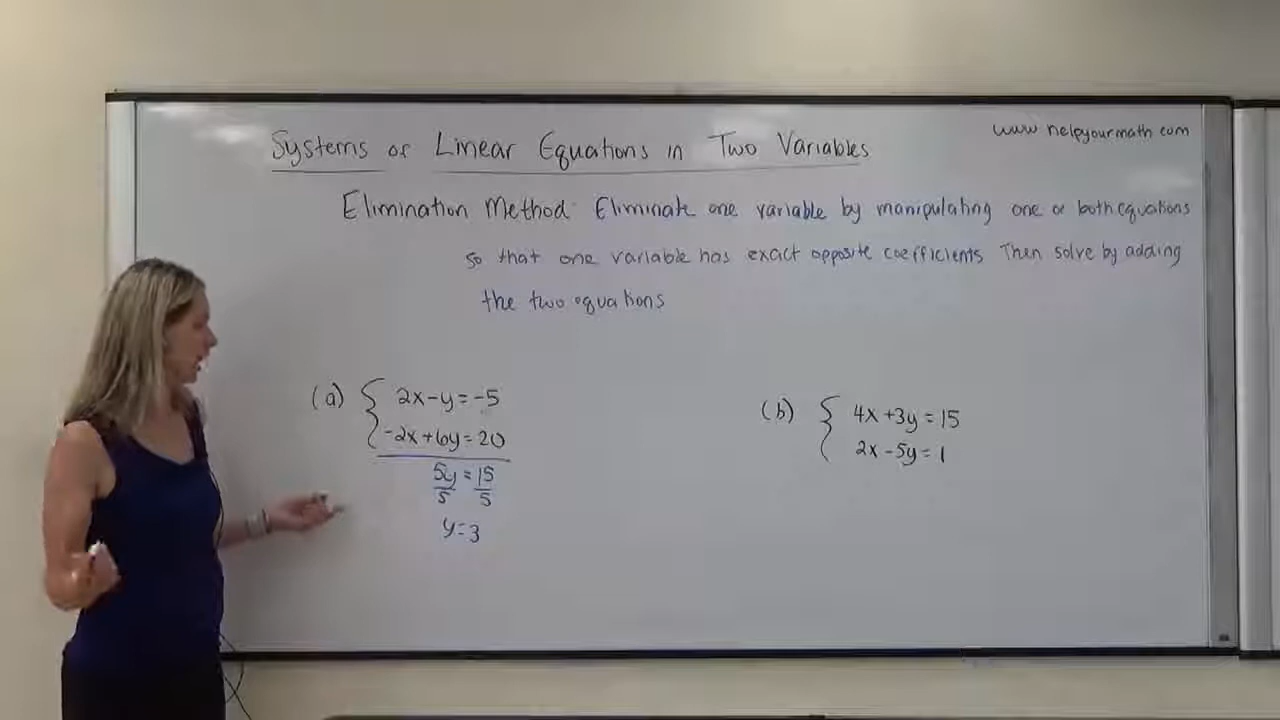 Systems of Linear Equations in Two Variables
www helpyourmath com
Elimination Method: Eliminate one variable by manipulating one or both equations
so that one variable has exact opposite coefficients Then solve by adding
the two equations
(a) { 2x-y=-5
-2x+6y=20
5y/5 = 15/5
y=3
(b) { 4x+3y=15
2x-5y=1